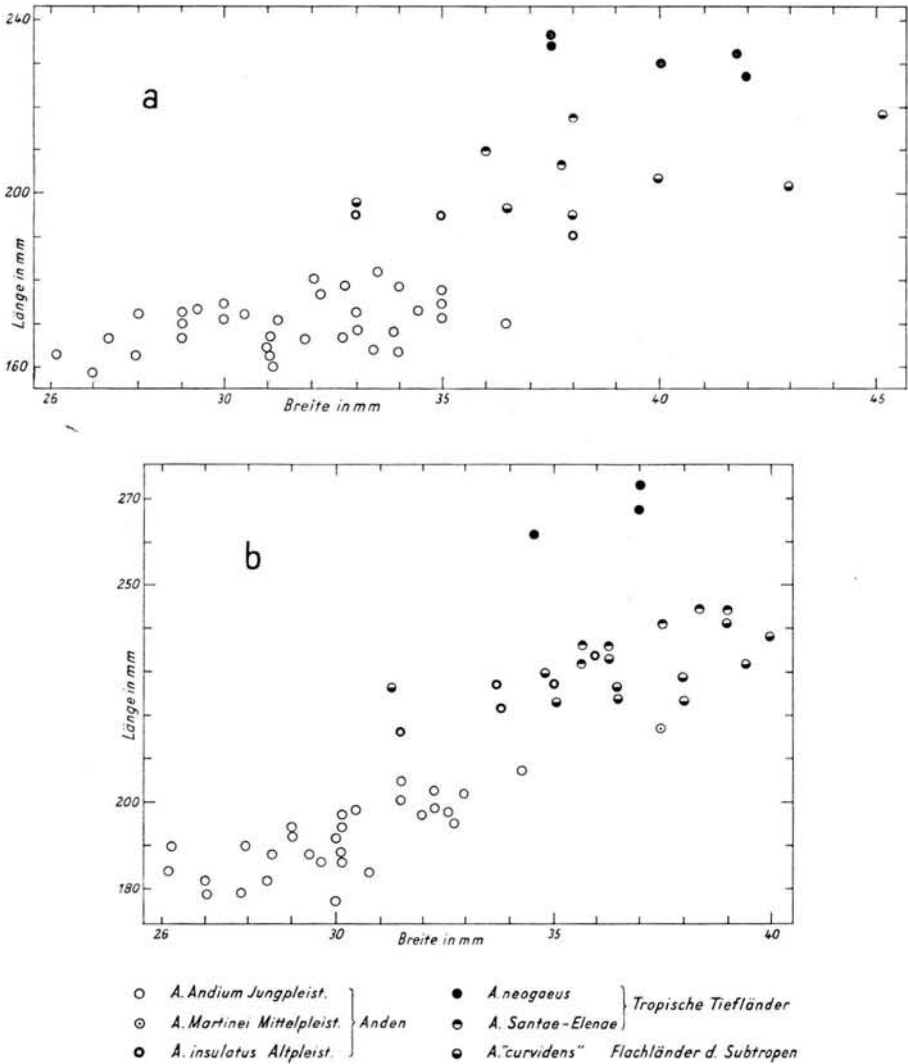 240
a
200
Länge in mm
160
26
30
35
40
45
Breite in mm
270
b
250
Länge in mm
200
180
26
30
35
40
Breite in mm
A. Andium Jungpleist.
A. Martinei Mittelpleist.
A. insulatus Altpleist.
Anden
A. neogaeus
A. Santae-Elenae
Tropische Tiefländer
A. "curvidens" Flachländer d. Subtropen